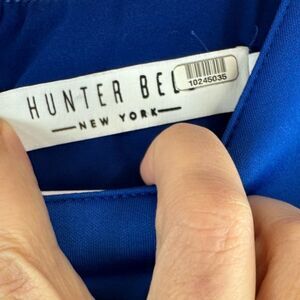 HUNTER BEL
10245035
— NEW YORK —